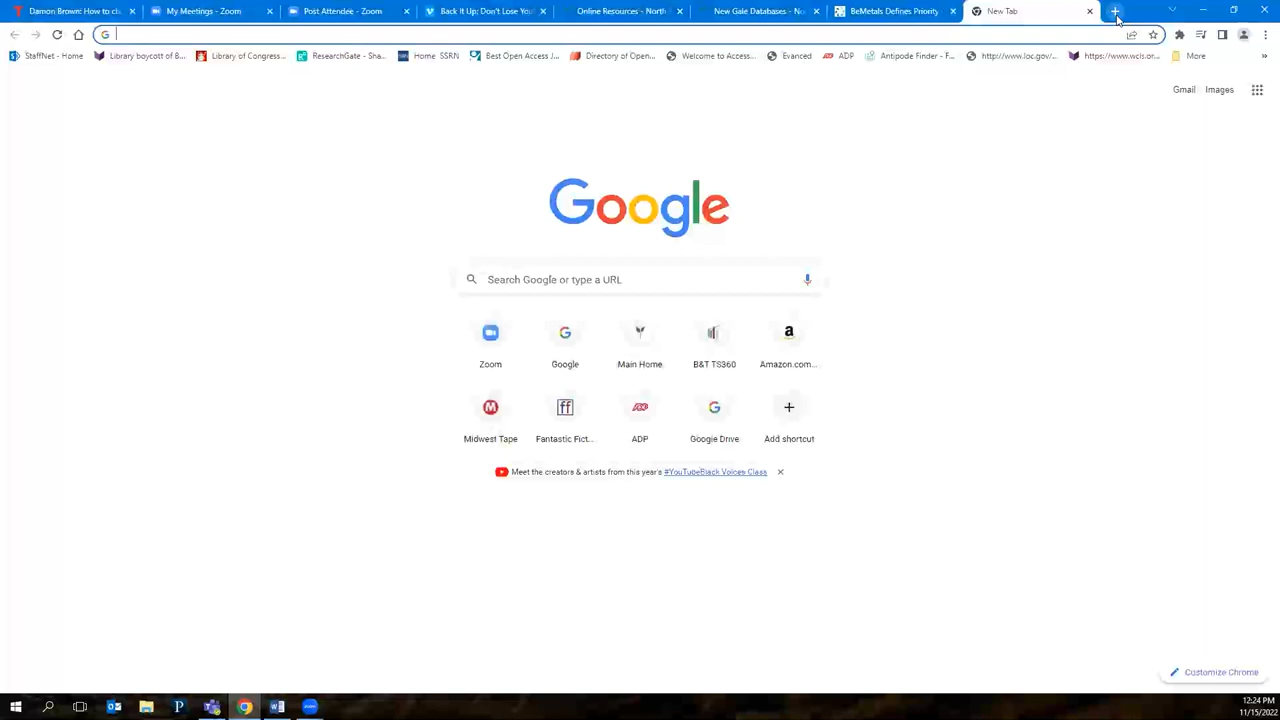 Damon Brown: How to cl
My Meetings - Zoom
Post Attendee - Zoom
Back It Up: Don't Lose You
Online Resources - North
New Gale Databases - No
BeMetals Defines Priority
New Tab
StaffNet - Home
Library boycott of B...
Library of Congress...
ResearchGate - Sha...
Home SSRN
Best Open Access J...
Directory of Open...
Welcome to Access...
Evanced
ADP
Antipode Finder - F...
http://www.loc.gov/...
https://www.wcls.or...
More
Gmail
Images
Google
Search Google or type a URL
Zoom
Google
Main Home
B&T TS360
Amazon.com...
Midwest Tape
Fantastic Fict...
ADP
Google Drive
Add shortcut
Meet the creators & artists from this year's #YouTubeBlack Voices Class
Customize Chrome
12:24 PM
11/15/2022